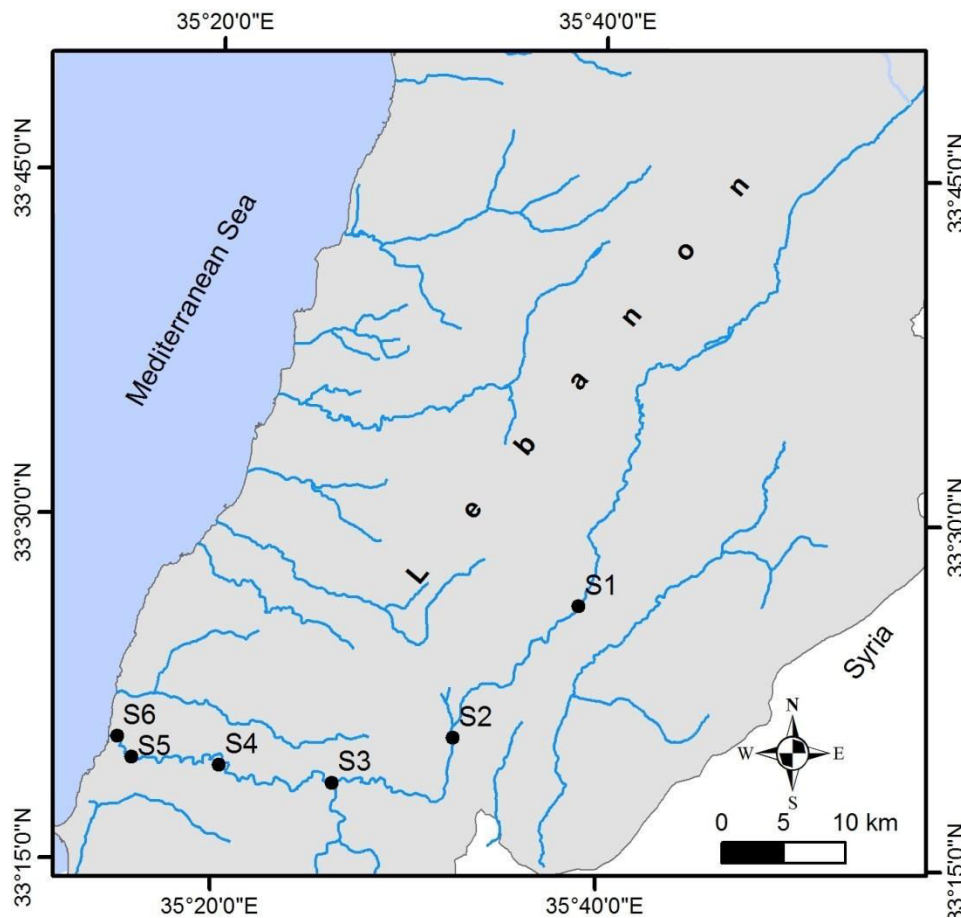 35°20'0"E 35°40'0"E
33°45'0"N
33°45'0"N
Mediterranean Sea
Lebanon
33°30'0"N
33°30'0"N
S1
Syria
S2
S6
S5
S4
S3
N
W E
S
0 5 10 km
33°15'0"N
33°15'0"N
35°20'0"E 35°40'0"E